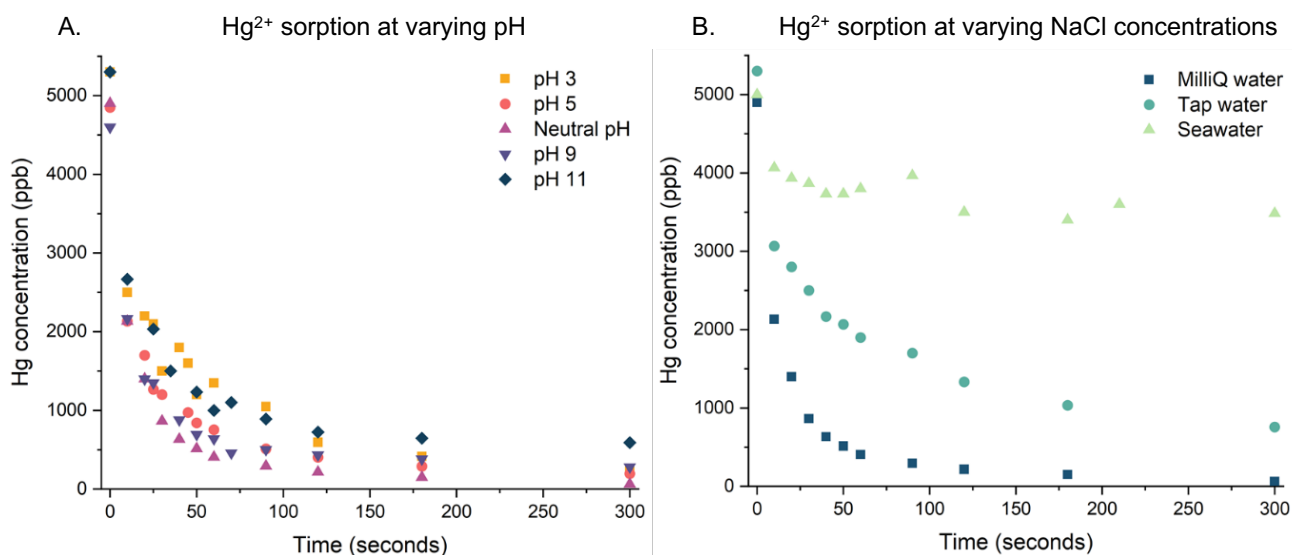 A. Hg²⁺ sorption at varying pH
Hg concentration (ppb)
5000
4000
3000
2000
1000
0
pH 3
pH 5
Neutral pH
pH 9
pH 11
0 50 100 150 200 250 300
Time (seconds)
B. Hg²⁺ sorption at varying NaCl concentrations
Hg concentration (ppb)
5000
4000
3000
2000
1000
0
MilliQ water
Tap water
Seawater
0 50 100 150 200 250 300
Time (seconds)